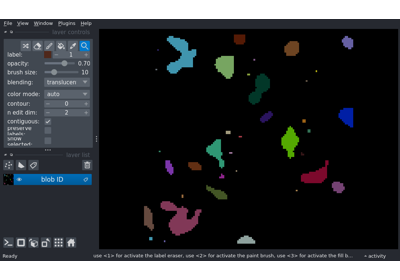 File View Window Plugins Help
layer controls
label: 1
opacity: 0.70
brush size: 10
blending: translucen
color mode: auto
contour: 0
n edit dim: 2
contiguous:
preserve labels:
show selected:
layer list
blob ID
Ready use <1> for activate the label eraser, use <2> for activate the paint brush, use <3> for activate the fill b... activity